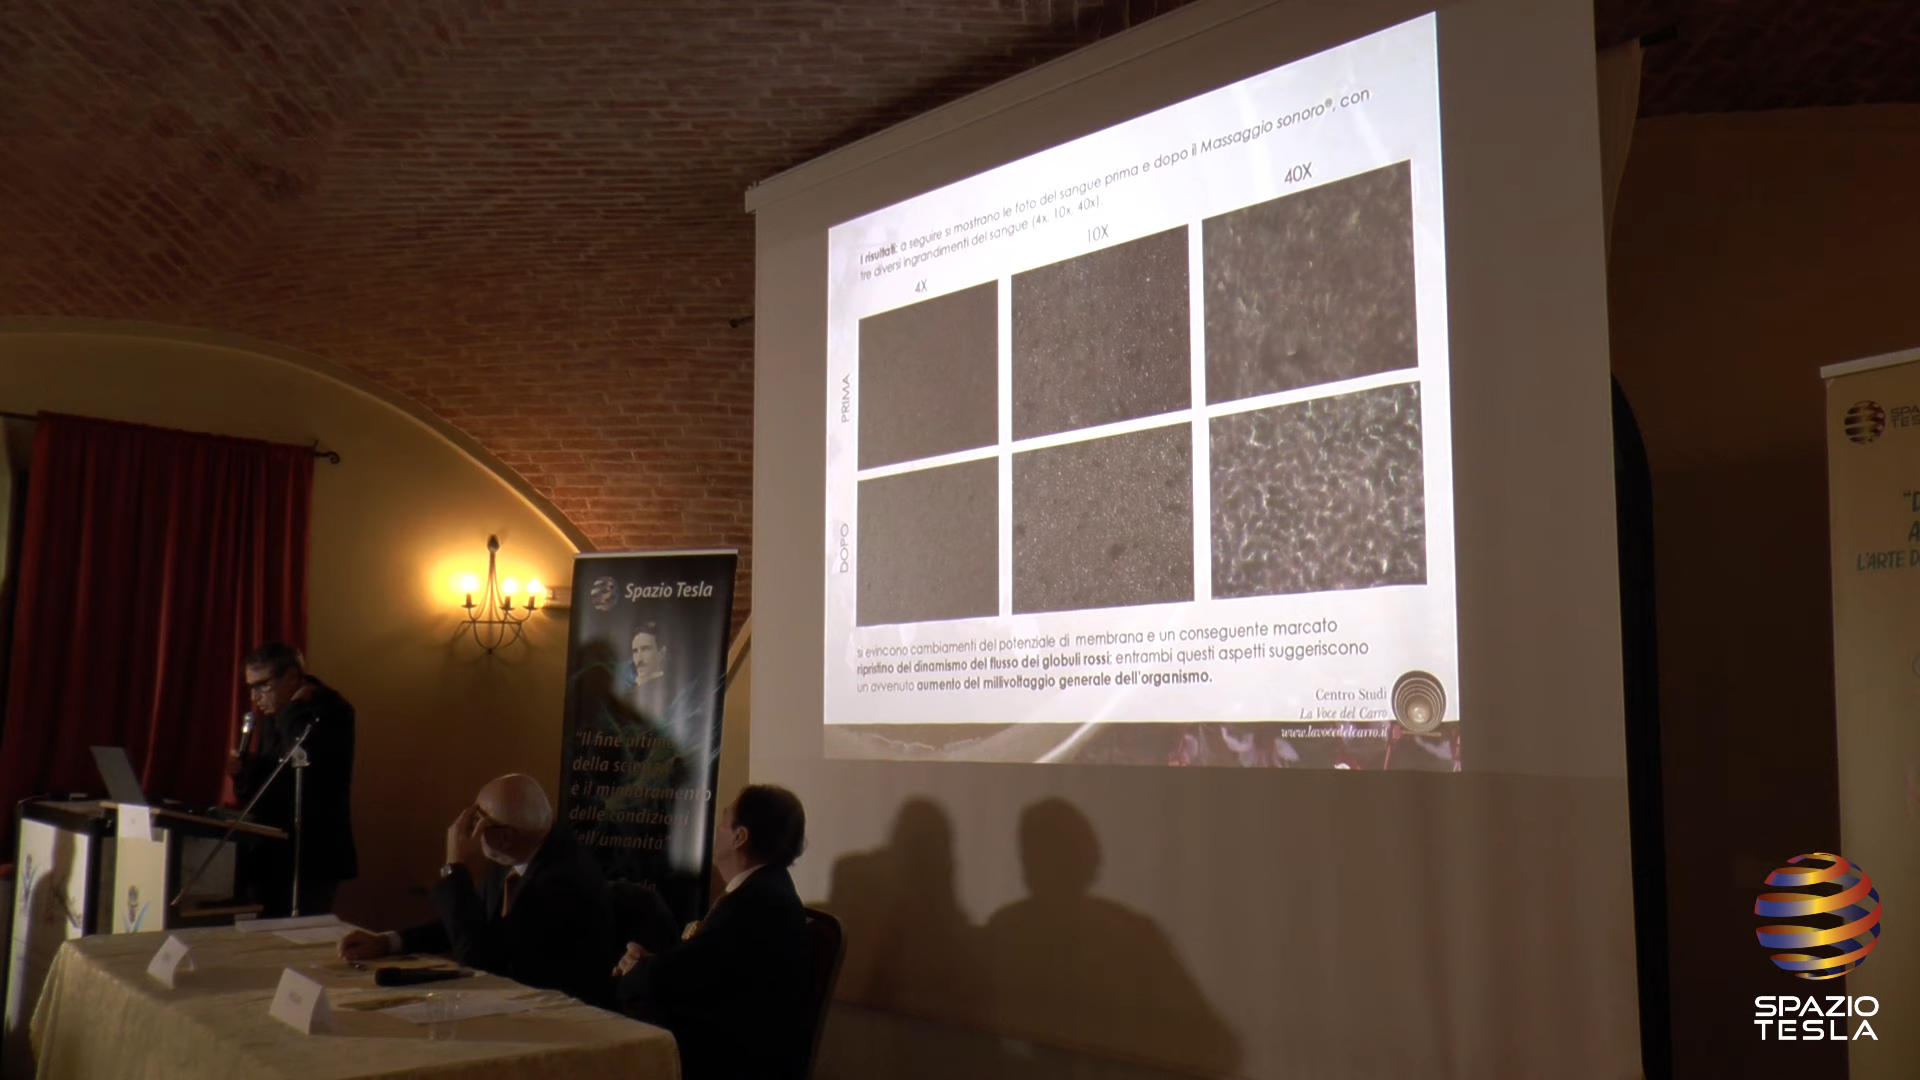 I risultati: a seguire si mostrano le foto del sangue prima e dopo il Massaggio sonoro®, con
tre diversi ingrandimenti del sangue (4x, 10x, 40x).
4X
10X
40X
PRIMA
DOPO
si evincono cambiamenti del potenziale di membrana e un conseguente marcato
ripristino del dinamismo del flusso dei globuli rossi; entrambi questi aspetti suggeriscono
un avvenuto aumento del millivoltaggio generale dell'organismo.
Centro Studi
La Voce del Carro
www.lavocedelcarro.it
Spazio Tesla
"Il fine ultimo
della
è il miglioramento
delle condizioni
dell'umanità"
L'ARTE
SPAZIO
TESLA